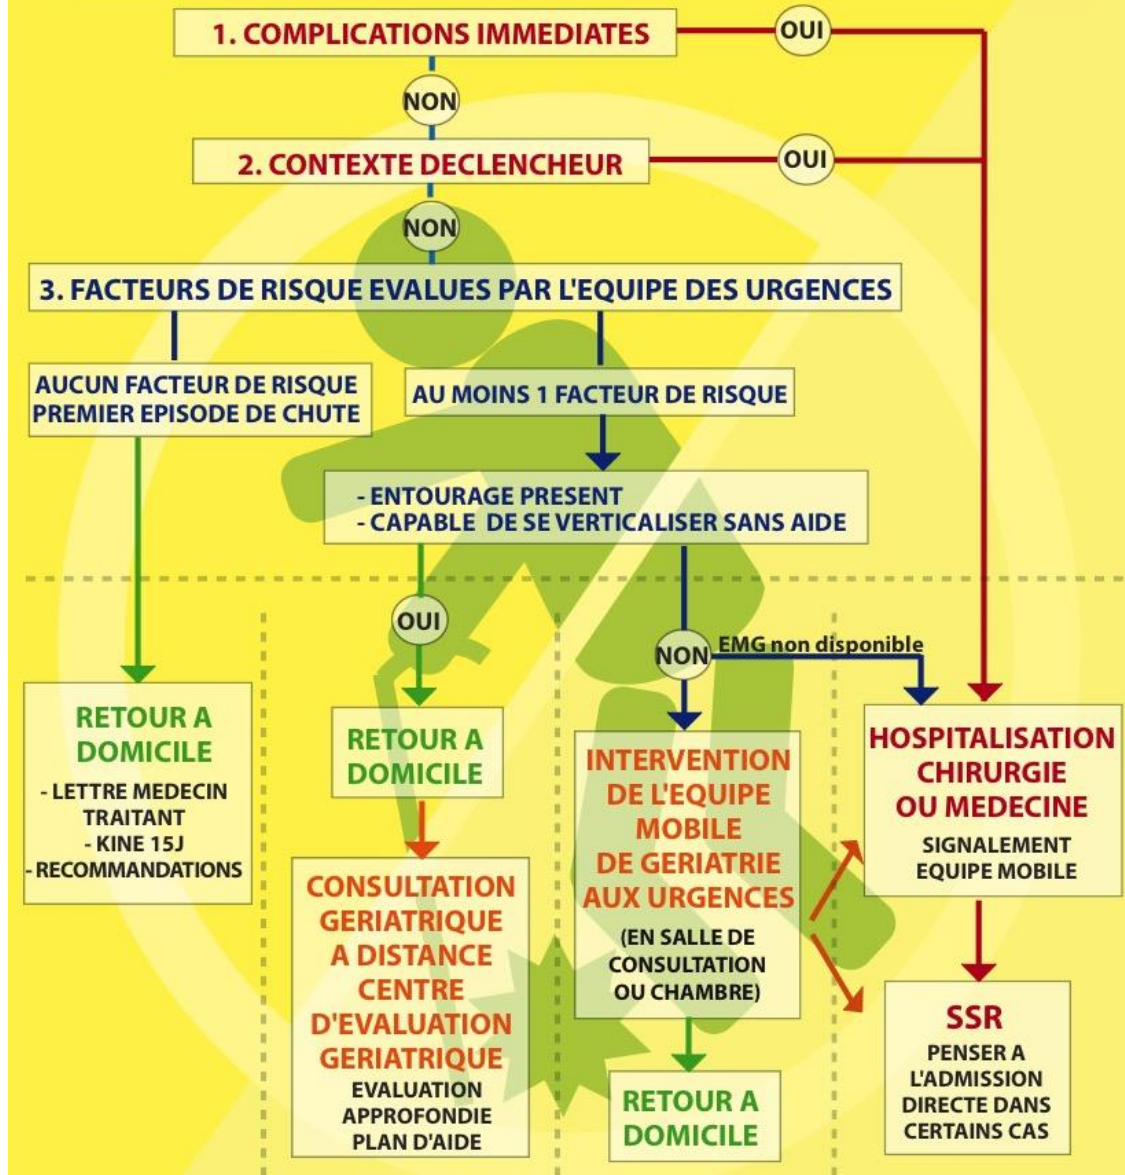 1. COMPLICATIONS IMMEDIATES
OUI
NON
2. CONTEXTE DECLENCHEUR
OUI
NON
3. FACTEURS DE RISQUE EVALUES PAR L'EQUIPE DES URGENCES
AUCUN FACTEUR DE RISQUE
PREMIER EPISODE DE CHUTE
AU MOINS 1 FACTEUR DE RISQUE
- ENTOURAGE PRESENT
- CAPABLE DE SE VERTICALISER SANS AIDE
OUI
NON
EMG non disponible
RETOUR A
DOMICILE
- LETTRE MEDECIN
TRAITANT
- KINE 15J
- RECOMMANDATIONS
RETOUR A
DOMICILE
CONSULTATION
GERIATRIQUE
A DISTANCE
CENTRE
D'EVALUATION
GERIATRIQUE
EVALUATION
APPROFONDIE
PLAN D'AIDE
INTERVENTION
DE L'EQUIPE
MOBILE
DE GERIATRIE
AUX URGENCES
(EN SALLE DE
CONSULTATION
OU CHAMBRE)
RETOUR A
DOMICILE
HOSPITALISATION
CHIRURGIE
OU MEDECINE
SIGNALEMENT
EQUIPE MOBILE
SSR
PENSER A
L'ADMISSION
DIRECTE DANS
CERTAINS CAS